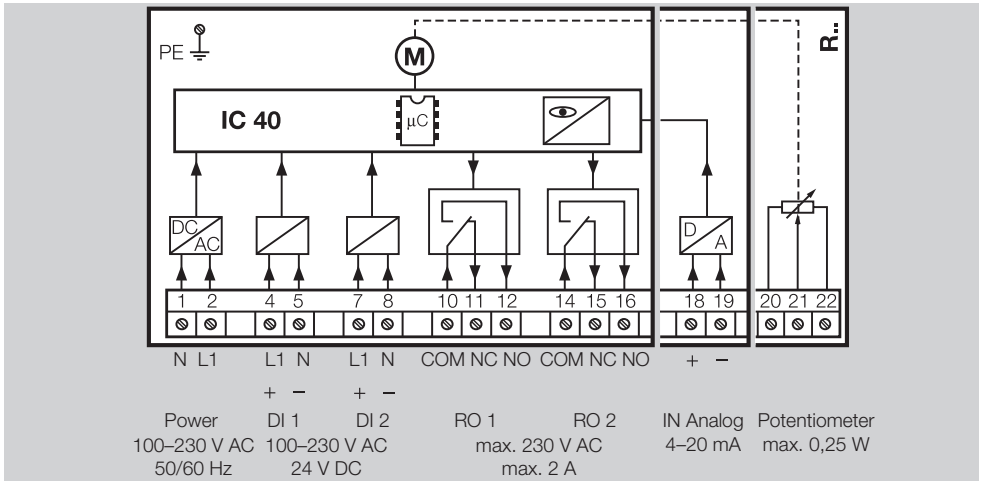 PE
M
R..
IC 40
µC
DC
AC
D
A
1 2 4 5 7 8 10 11 12 14 15 16 18 19 20 21 22
N L1 L1 N L1 N COM NC NO COM NC NO + −
+ − + −
Power DI 1 DI 2 RO 1 RO 2 IN Analog Potentiometer
100–230 V AC 100–230 V AC max. 230 V AC 4–20 mA max. 0,25 W
50/60 Hz 24 V DC max. 2 A